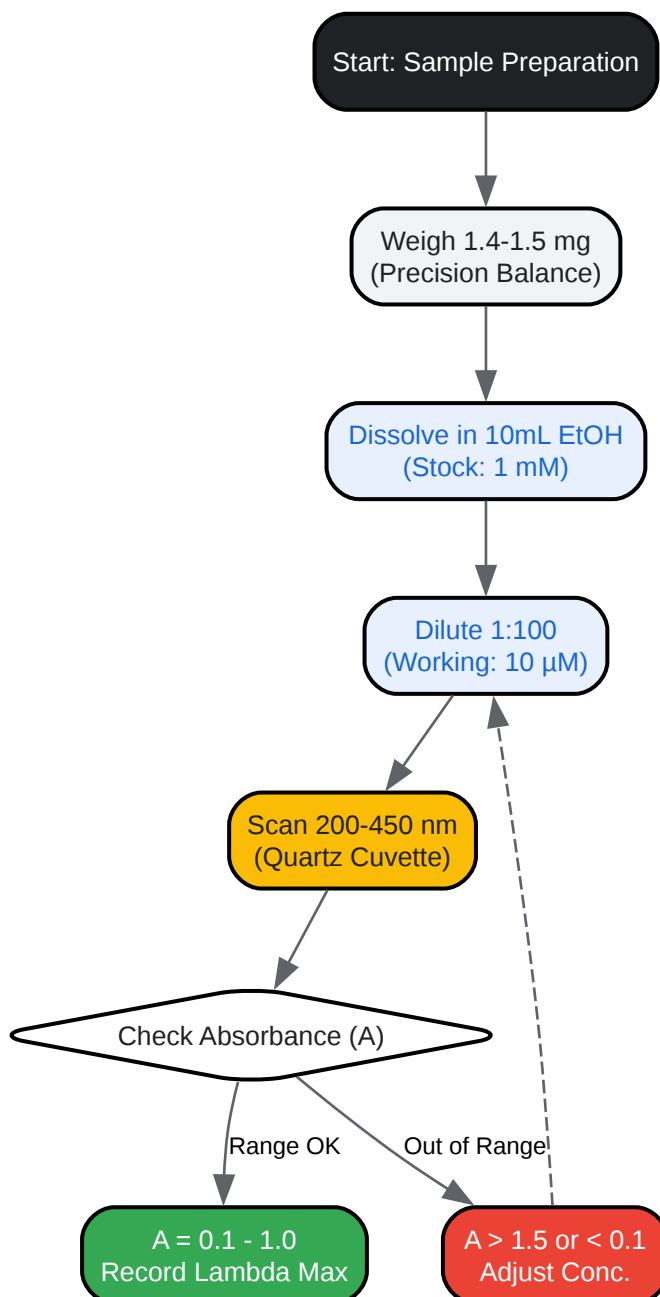 Start: Sample Preparation
Weigh 1.4-1.5 mg
(Precision Balance)
Dissolve in 10mL EtOH
(Stock: 1 mM)
Dilute 1:100
(Working: 10 µM)
Scan 200-450 nm
(Quartz Cuvette)
Check Absorbance (A)
Range OK
Out of Range
A = 0.1 - 1.0
Record Lambda Max
A > 1.5 or < 0.1
Adjust Conc.